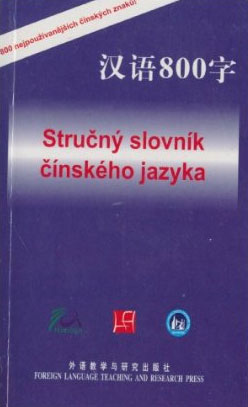 800 nejpoužívanějších čínských znaků!
汉语800字
Stručný slovník
čínského jazyka
外语教学与研究出版社
FOREIGN LANGUAGE TEACHING AND RESEARCH PRESS